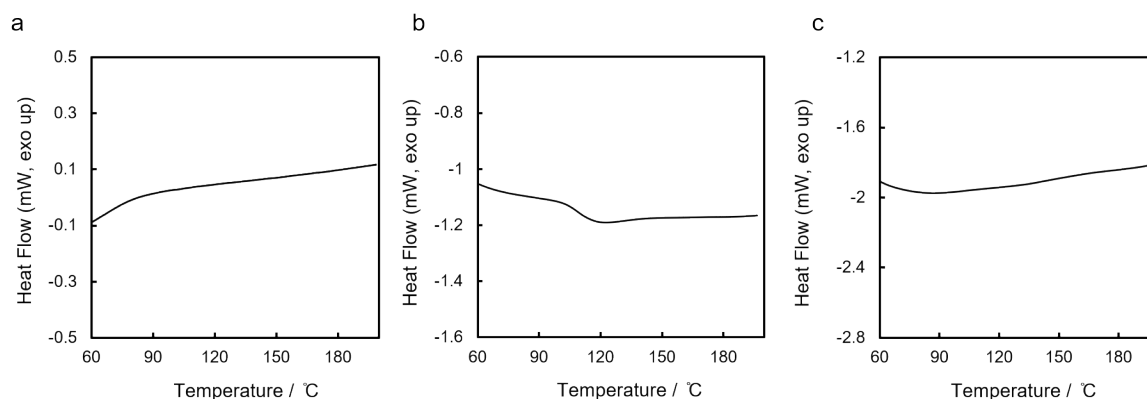 a
Heat Flow (mW, exo up)
0.5
0.3
0.1
-0.1
-0.3
-0.5
60 90 120 150 180
Temperature / ℃
b
Heat Flow (mW, exo up)
-0.6
-0.8
-1
-1.2
-1.4
-1.6
60 90 120 150 180
Temperature / ℃
c
Heat Flow (mW, exo up)
-1.2
-1.6
-2
-2.4
-2.8
60 90 120 150 180
Temperature / ℃